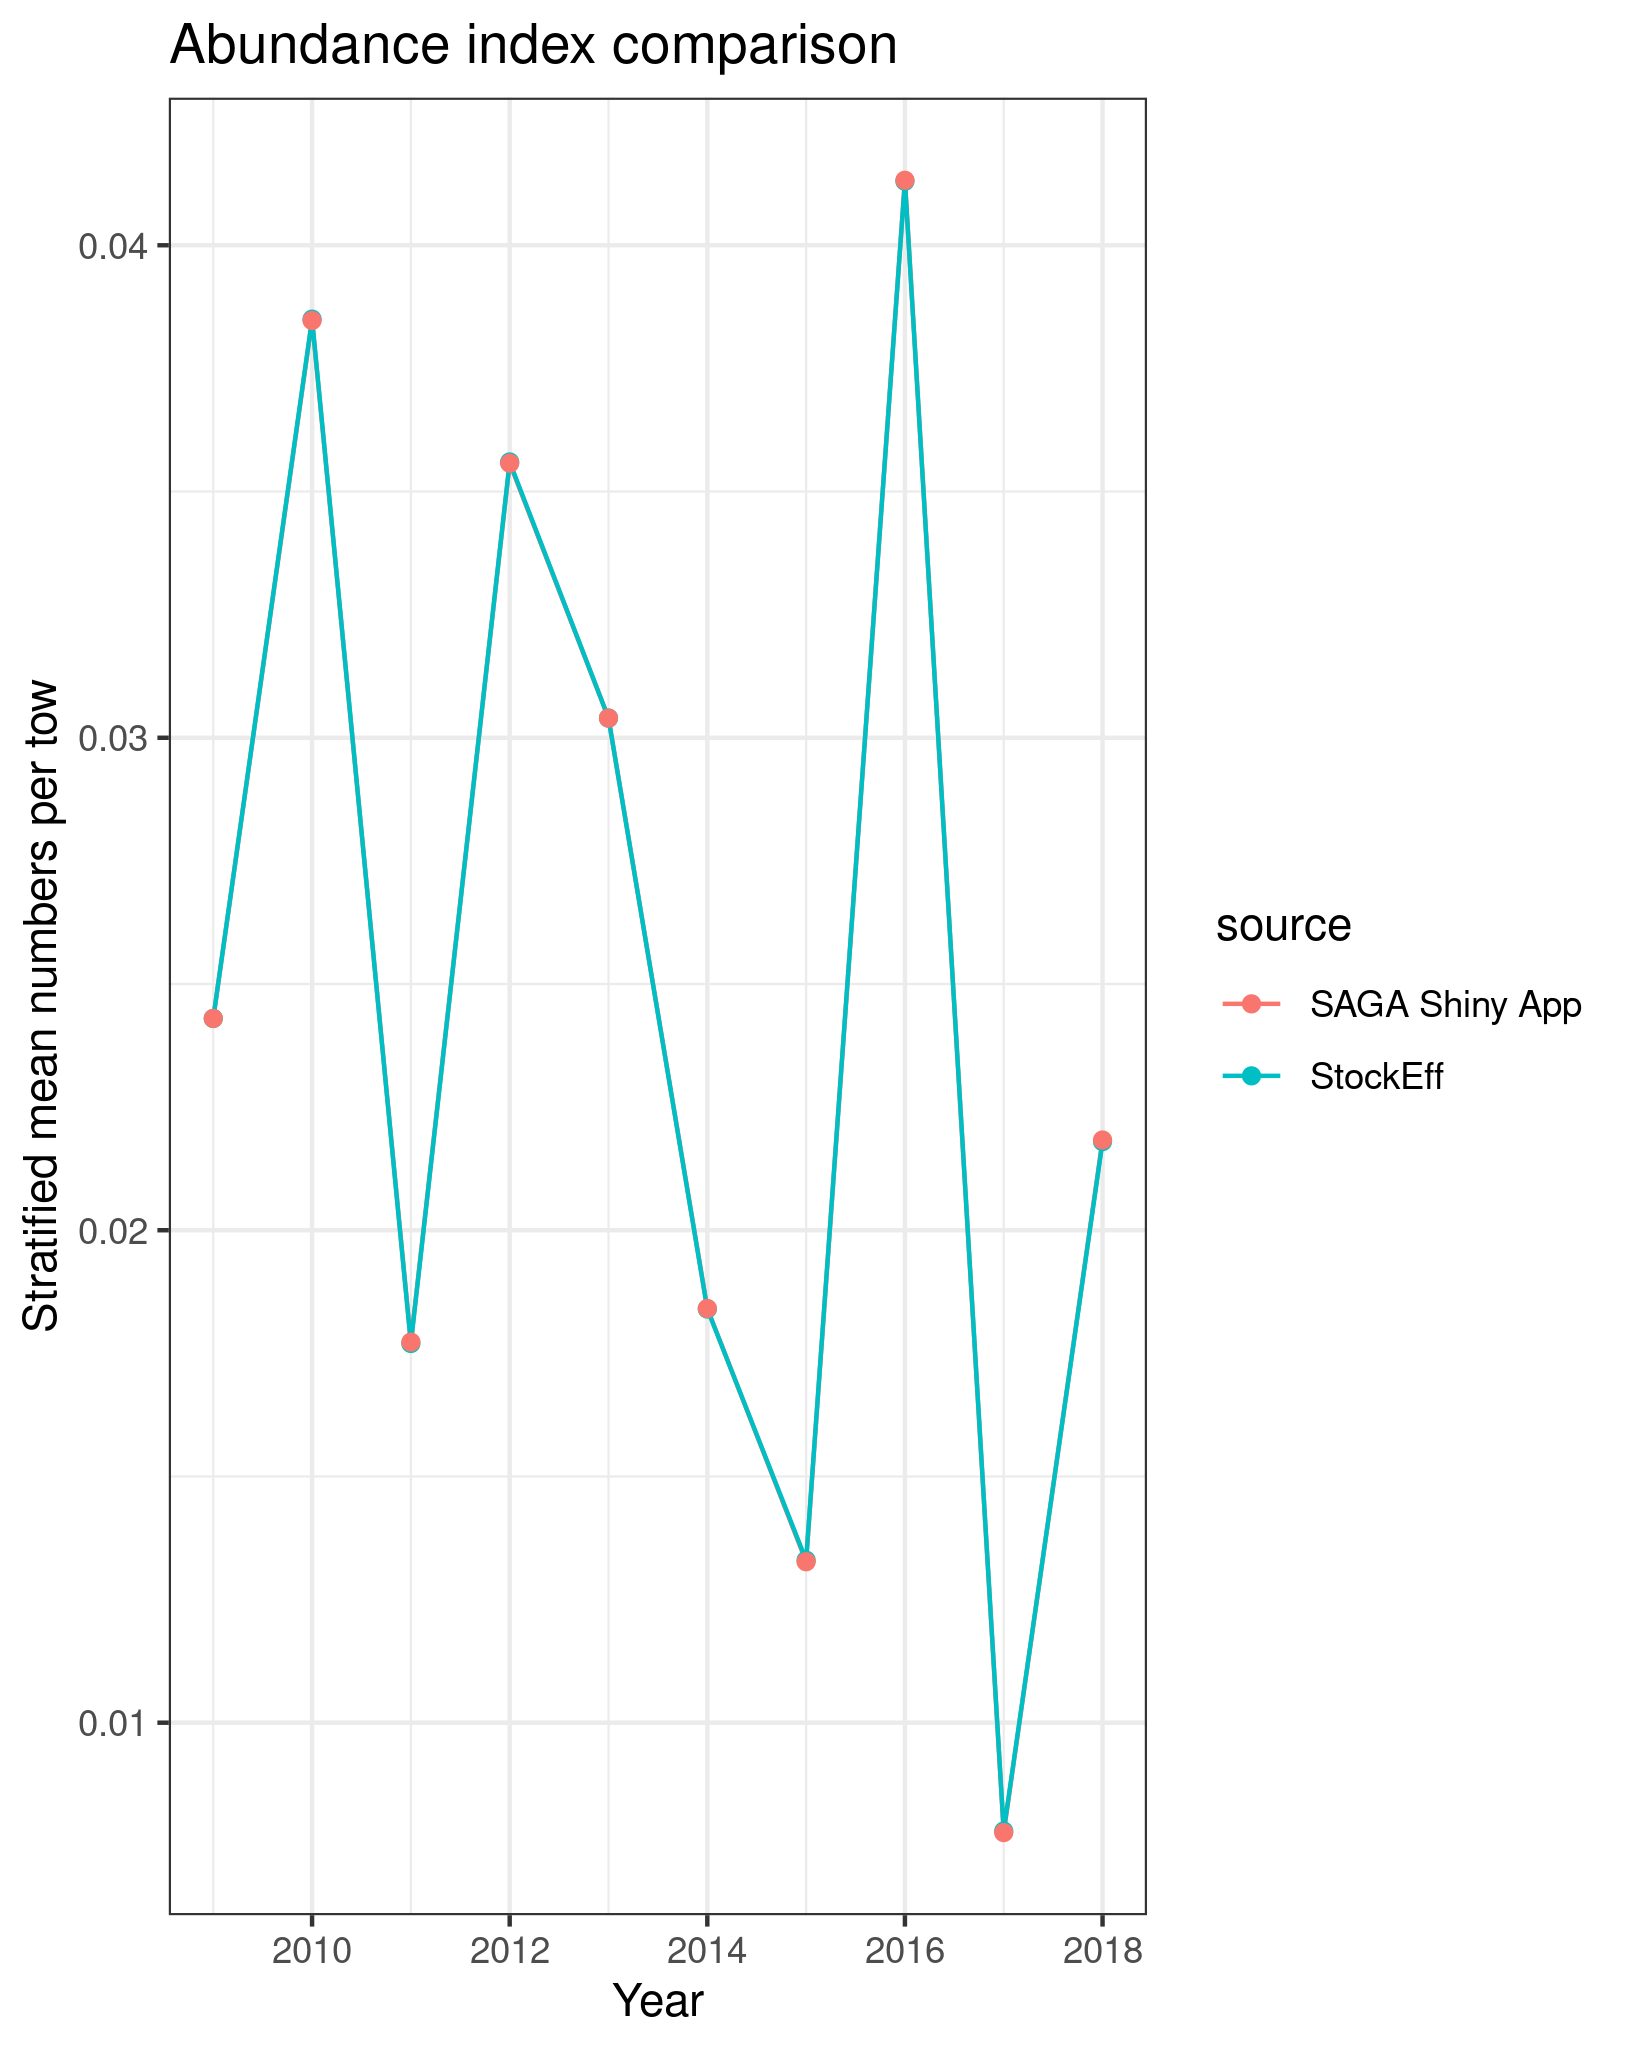 Abundance index comparison
Stratified mean numbers per tow
0.04
0.03
0.02
0.01
2010 2012 2014 2016 2018
Year
source
SAGA Shiny App
StockEff